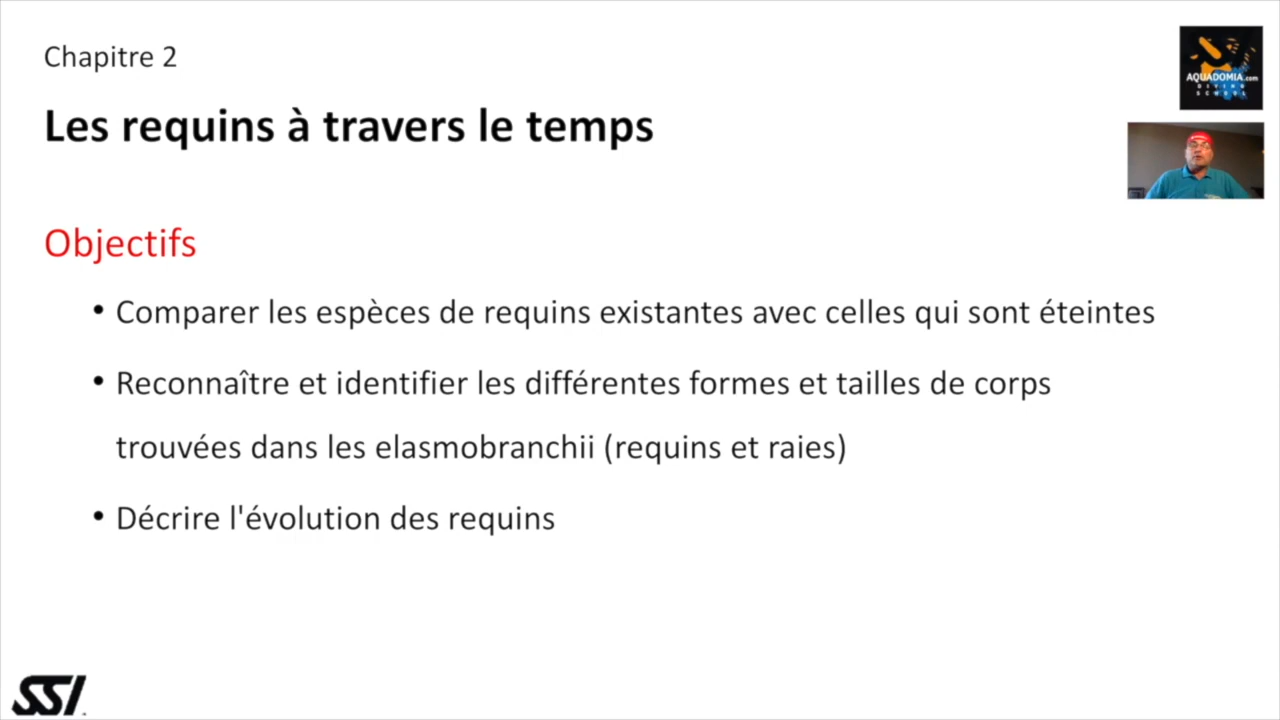 Chapitre 2
Les requins à travers le temps
AQUADOMIA.com
DIVING
SCHOOL
Objectifs
• Comparer les espèces de requins existantes avec celles qui sont éteintes
• Reconnaître et identifier les différentes formes et tailles de corps
trouvées dans les elasmobranchii (requins et raies)
• Décrire l'évolution des requins
SSI